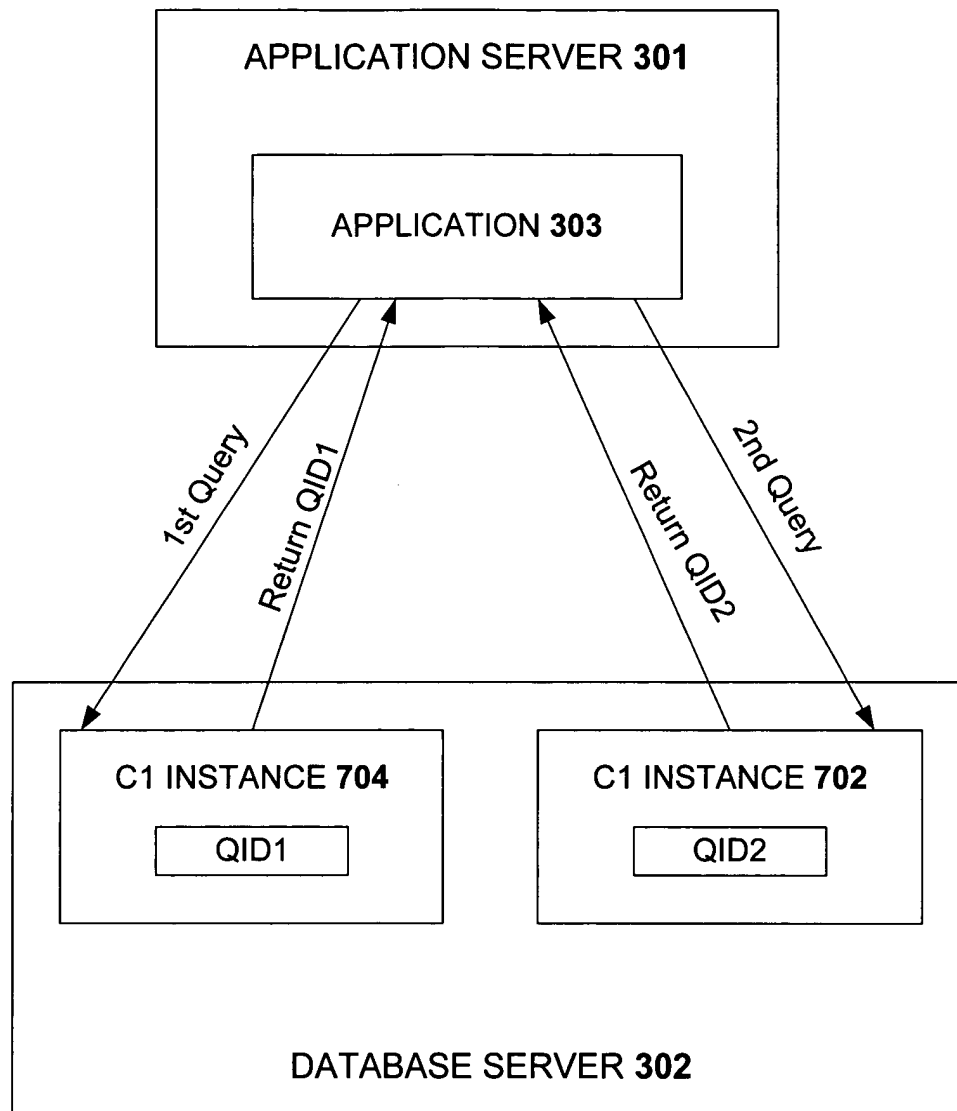 APPLICATION SERVER 301
APPLICATION 303
1st Query
Return QID1
Return QID2
2nd Query
C1 INSTANCE 704
QID1
C1 INSTANCE 702
QID2
DATABASE SERVER 302